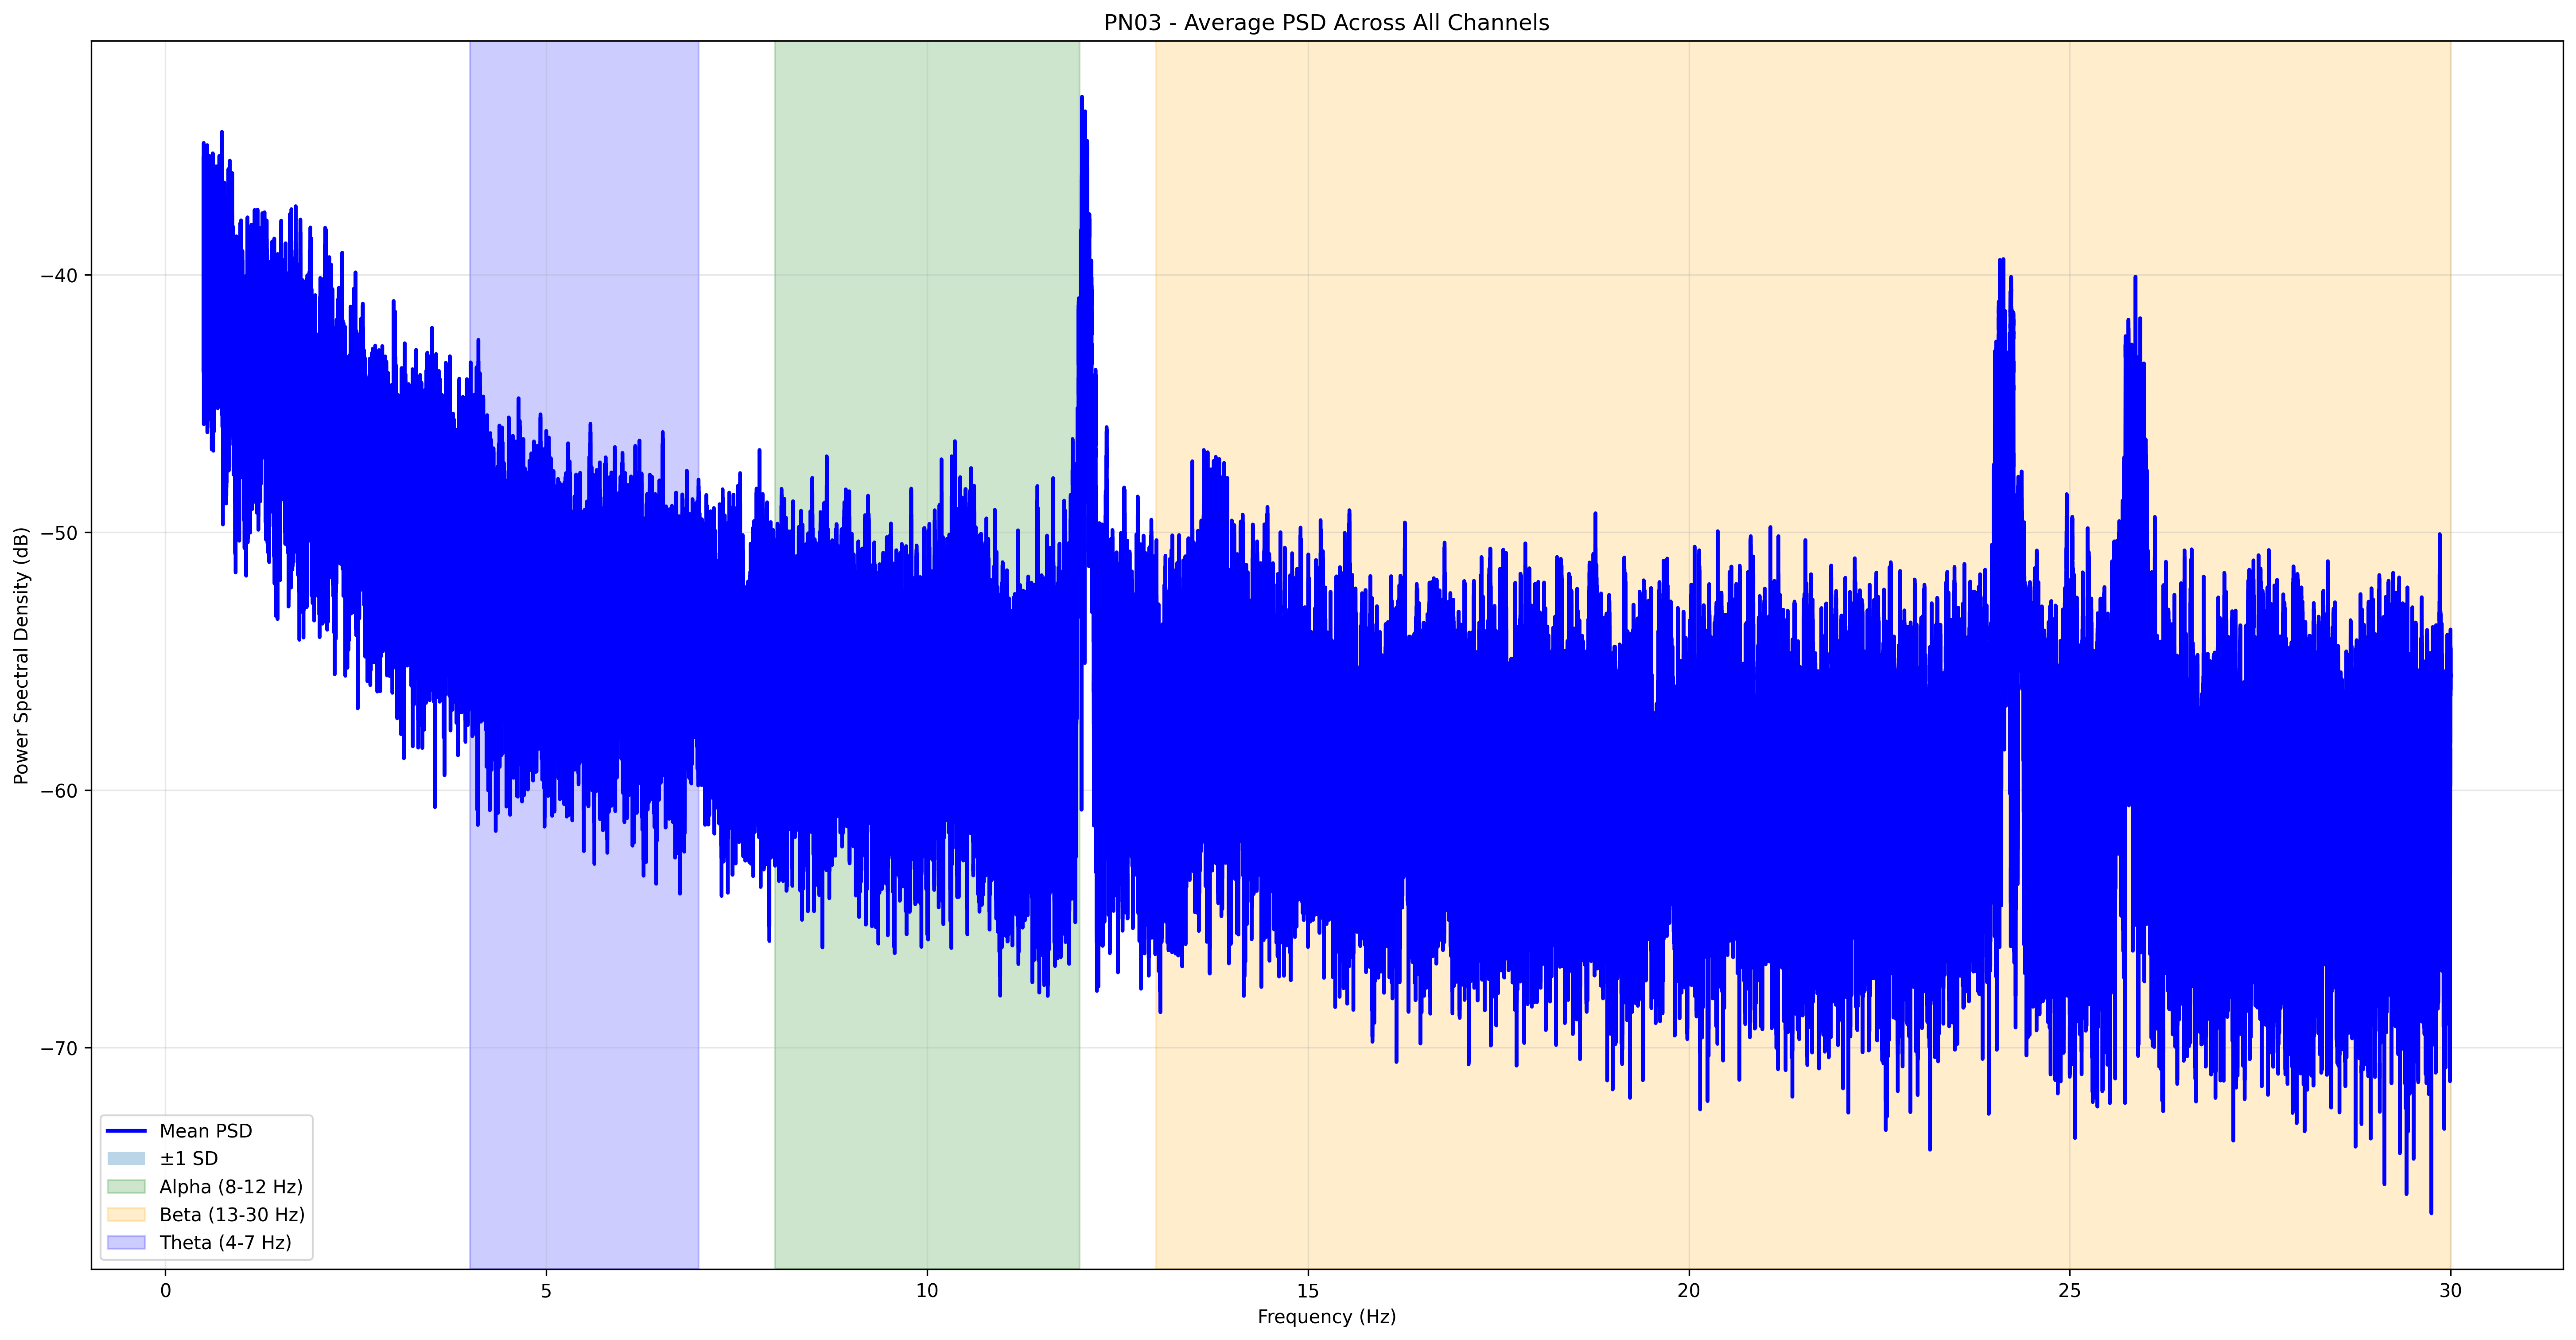 PN03 - Average PSD Across All Channels
Power Spectral Density (dB)
−40
−50
−60
−70
Mean PSD
±1 SD
Alpha (8-12 Hz)
Beta (13-30 Hz)
Theta (4-7 Hz)
0 5 10 15 20 25 30
Frequency (Hz)